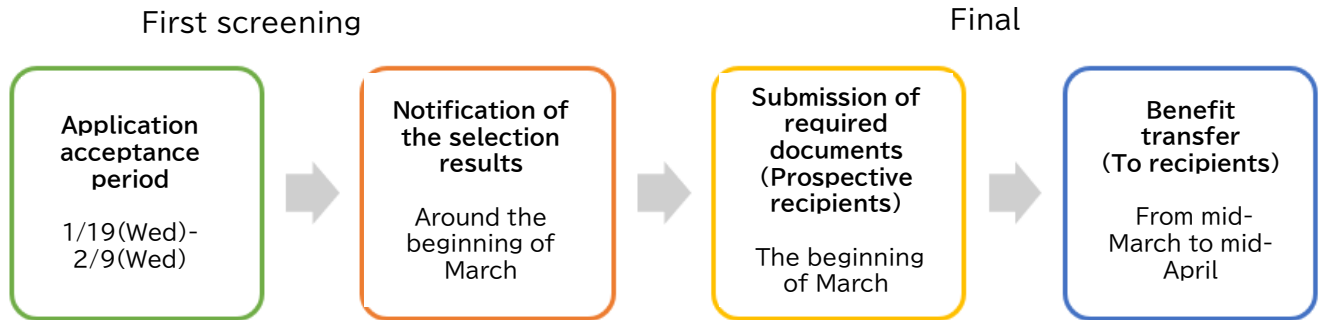 First screening
Final
Application
acceptance
period
1/19(Wed)-
2/9(Wed)
Notification of
the selection
results
Around the
beginning of
March
Submission of
required
documents
(Prospective
recipients)
The beginning
of March
Benefit
transfer
(To recipients)
From mid-
March to mid-
April